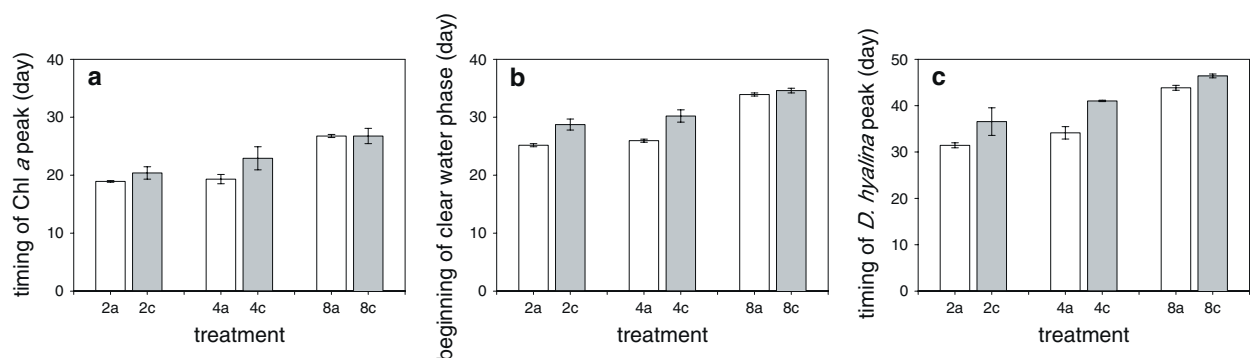 timing of Chl a peak (day)
a
40
30
20
10
0
2a 2c 4a 4c 8a 8c
treatment
beginning of clear water phase (day)
b
40
30
20
10
0
2a 2c 4a 4c 8a 8c
treatment
timing of D. hyalina peak (day)
c
50
40
30
20
10
0
2a 2c 4a 4c 8a 8c
treatment